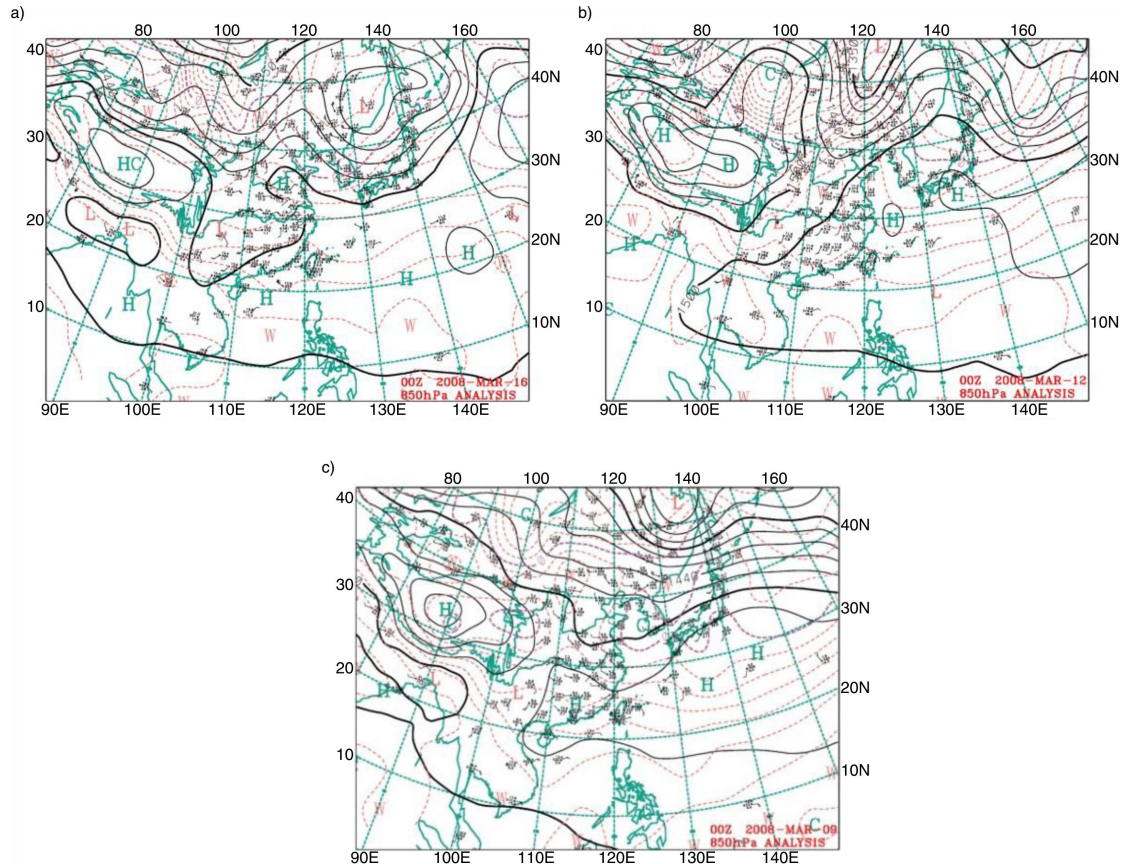 a)
80 100 120 140 160
40
30
20
10
40N
30N
20N
10N
HC
H
L
L
L
L
H
H
H
H
L
W
W
00Z 2008-MAR-16
850hPa ANALYSIS
90E 100E 110E 120E 130E 140E
b)
80 100 120 140 160
40
30
20
10
40N
30N
20N
10N
C
L
H
H
H
W
H
L
L
W
W
1500
00Z 2008-MAR-12
850hPa ANALYSIS
90E 100E 110E 120E 130E 140E
c)
80 100 120 140 160
40
30
20
10
40N
30N
20N
10N
C
L
H
C
H
H
H
L
H
W
W
C
00Z 2008-MAR-09
850hPa ANALYSIS
90E 100E 110E 120E 130E 140E